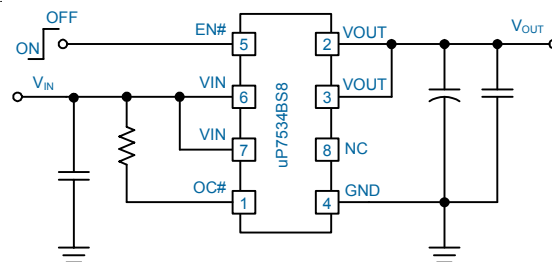 OFF
ON
EN#
5
2
VOUT
VOUT
V_IN
VIN
6
3
VOUT
VIN
7
8
NC
OC#
1
4
GND
uP7534BS8